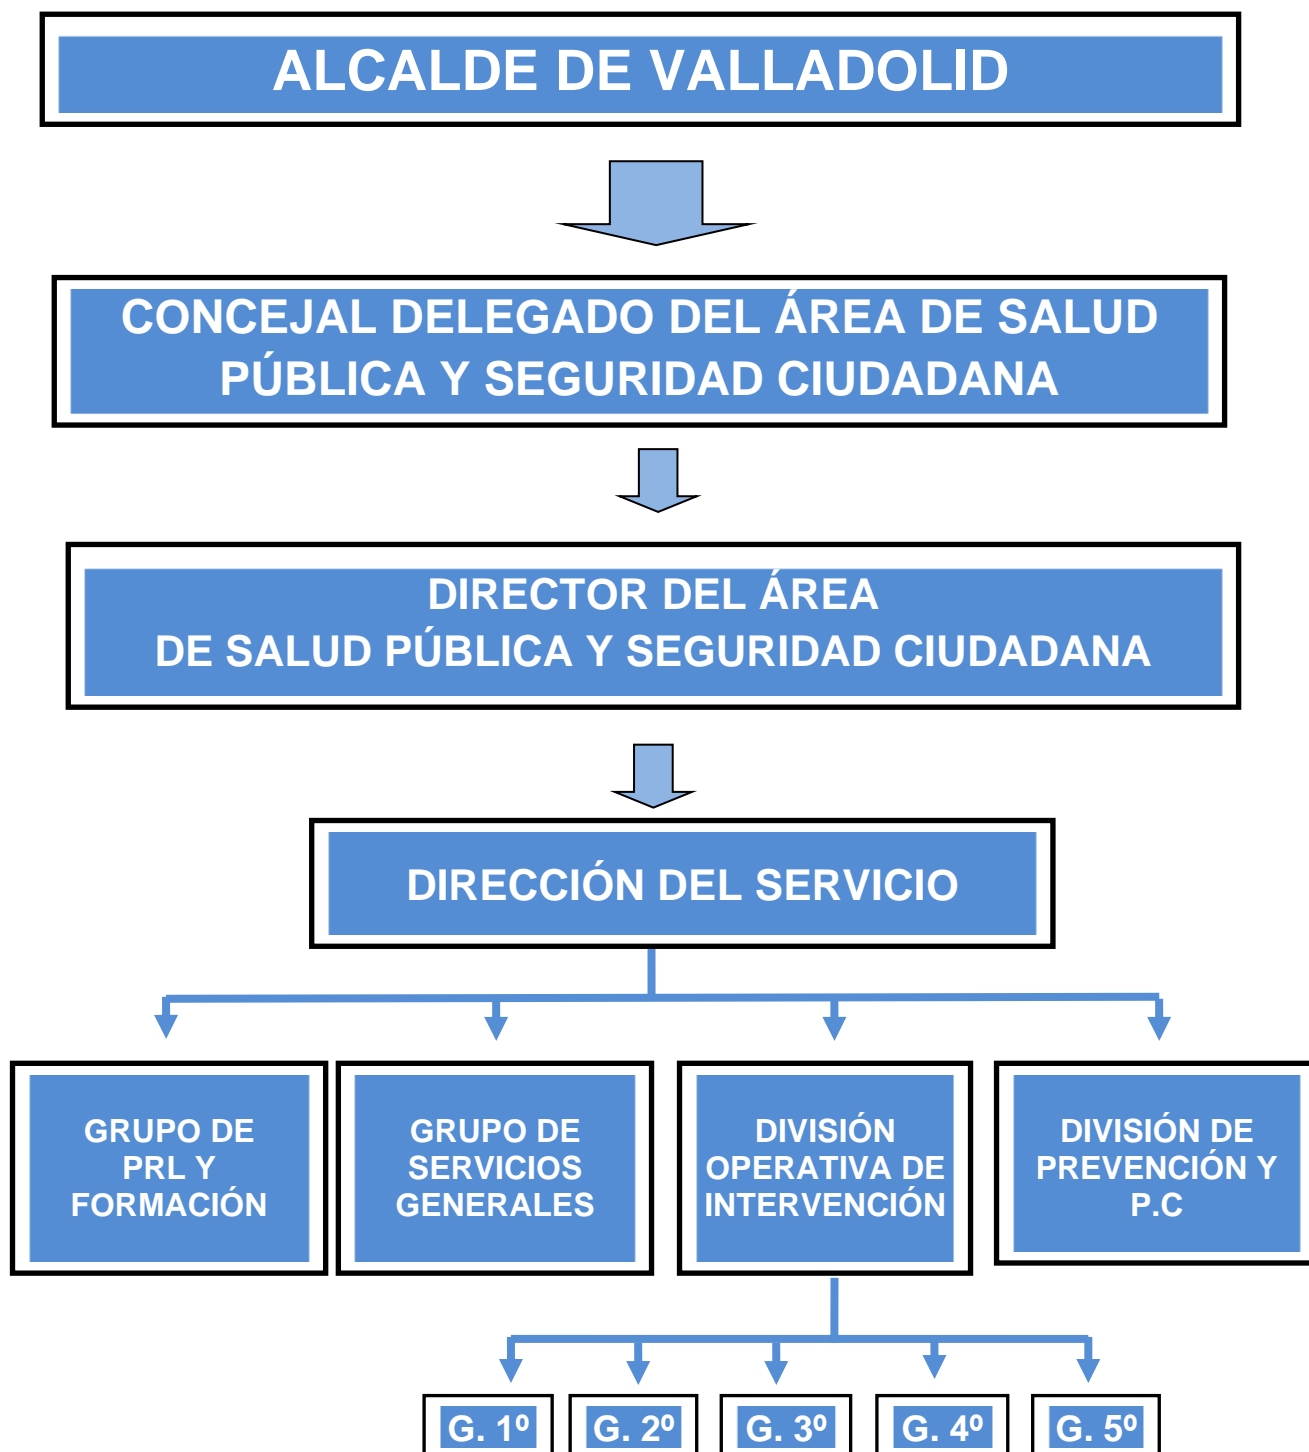 ALCALDE DE VALLADOLID
CONCEJAL DELEGADO DEL ÁREA DE SALUD
PÚBLICA Y SEGURIDAD CIUDADANA
DIRECTOR DEL ÁREA
DE SALUD PÚBLICA Y SEGURIDAD CIUDADANA
DIRECCIÓN DEL SERVICIO
GRUPO DE
PRL Y
FORMACIÓN
GRUPO DE
SERVICIOS
GENERALES
DIVISIÓN
OPERATIVA DE
INTERVENCIÓN
DIVISIÓN DE
PREVENCIÓN Y
P.C
G. 1º
G. 2º
G. 3º
G. 4º
G. 5º